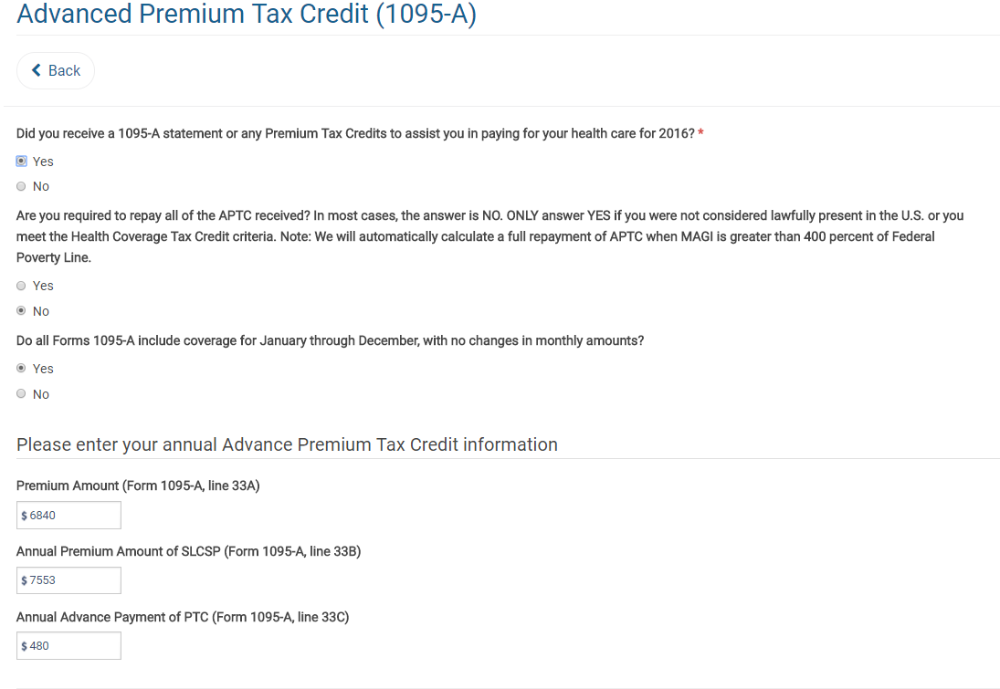 Advanced Premium Tax Credit (1095-A)
Back
Did you receive a 1095-A statement or any Premium Tax Credits to assist you in paying for your health care for 2016? *
Yes
No
Are you required to repay all of the APTC received? In most cases, the answer is NO. ONLY answer YES if you were not considered lawfully present in the U.S. or you
meet the Health Coverage Tax Credit criteria. Note: We will automatically calculate a full repayment of APTC when MAGI is greater than 400 percent of Federal
Poverty Line.
Yes
No
Do all Forms 1095-A include coverage for January through December, with no changes in monthly amounts?
Yes
No
Please enter your annual Advance Premium Tax Credit information
Premium Amount (Form 1095-A, line 33A)
$ 6840
Annual Premium Amount of SLCSP (Form 1095-A, line 33B)
$ 7553
Annual Advance Payment of PTC (Form 1095-A, line 33C)
$ 480